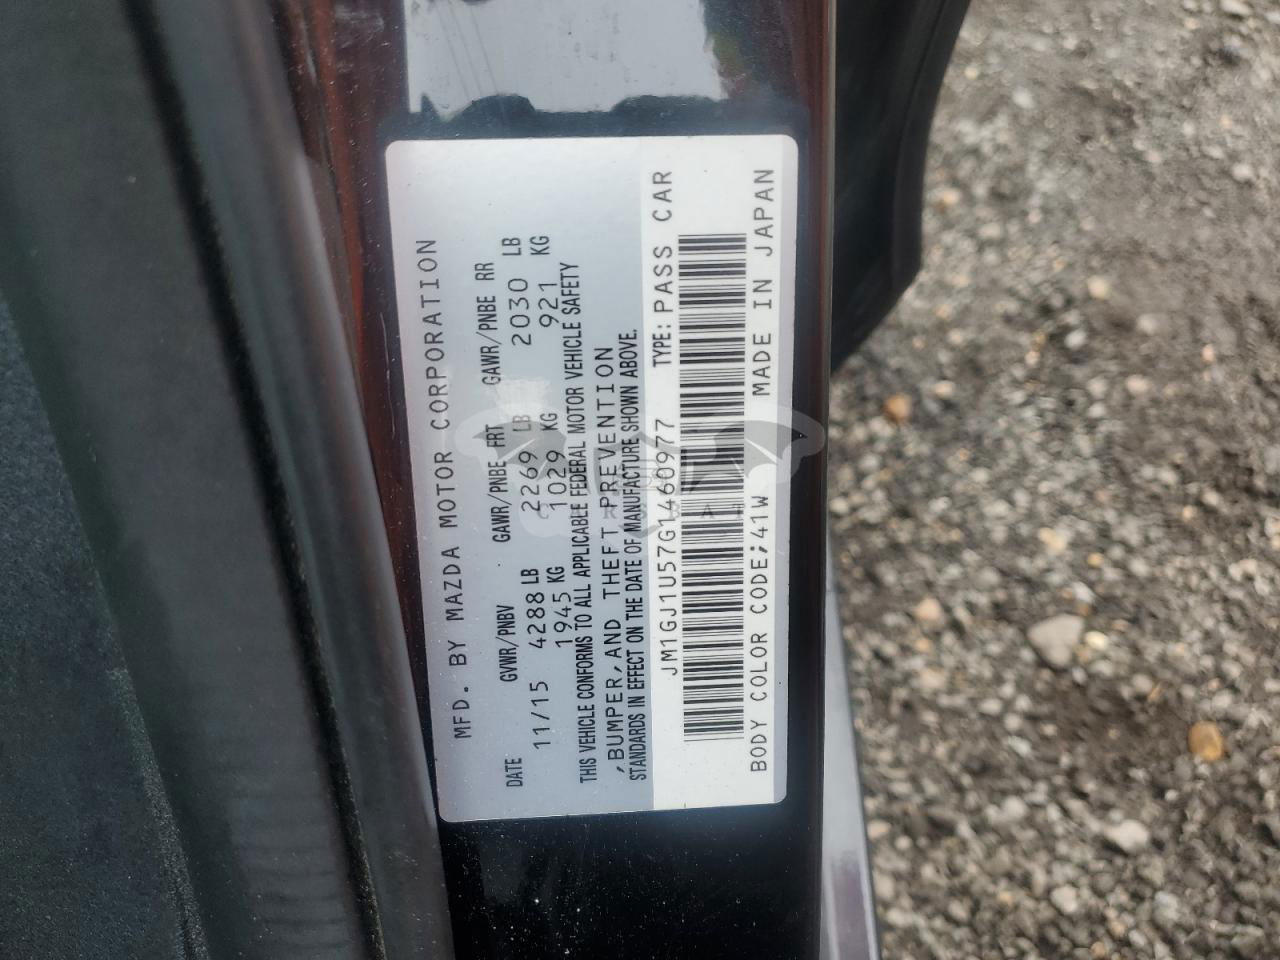 MFD. BY MAZDA MOTOR CORPORATION
DATE GVWR/PNBV GAWR/PNBE FRT GAWR/PNBE RR
11/15 4288 LB 2269 LB 2030 LB
1945 KG 1029 KG 921 KG
THIS VEHICLE CONFORMS TO ALL APPLICABLE FEDERAL MOTOR VEHICLE SAFETY
,BUMPER,AND THEFT PREVENTION
STANDARDS IN EFFECT ON THE DATE OF MANUFACTURE SHOWN ABOVE.
JM1GJ1U57G1460977 TYPE: PASS CAR
BODY COLOR CODE;41W MADE IN JAPAN